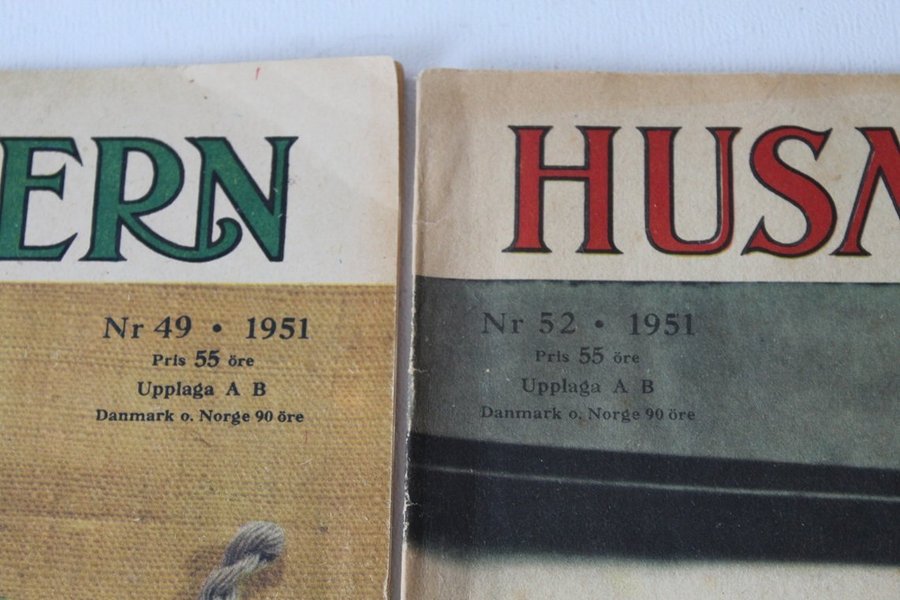 ERN
Nr 49 • 1951
Pris 55 öre
Upplaga A B
Danmark o. Norge 90 öre
HUSM
Nr 52 • 1951
Pris 55 öre
Upplaga A B
Danmark o. Norge 90 öre